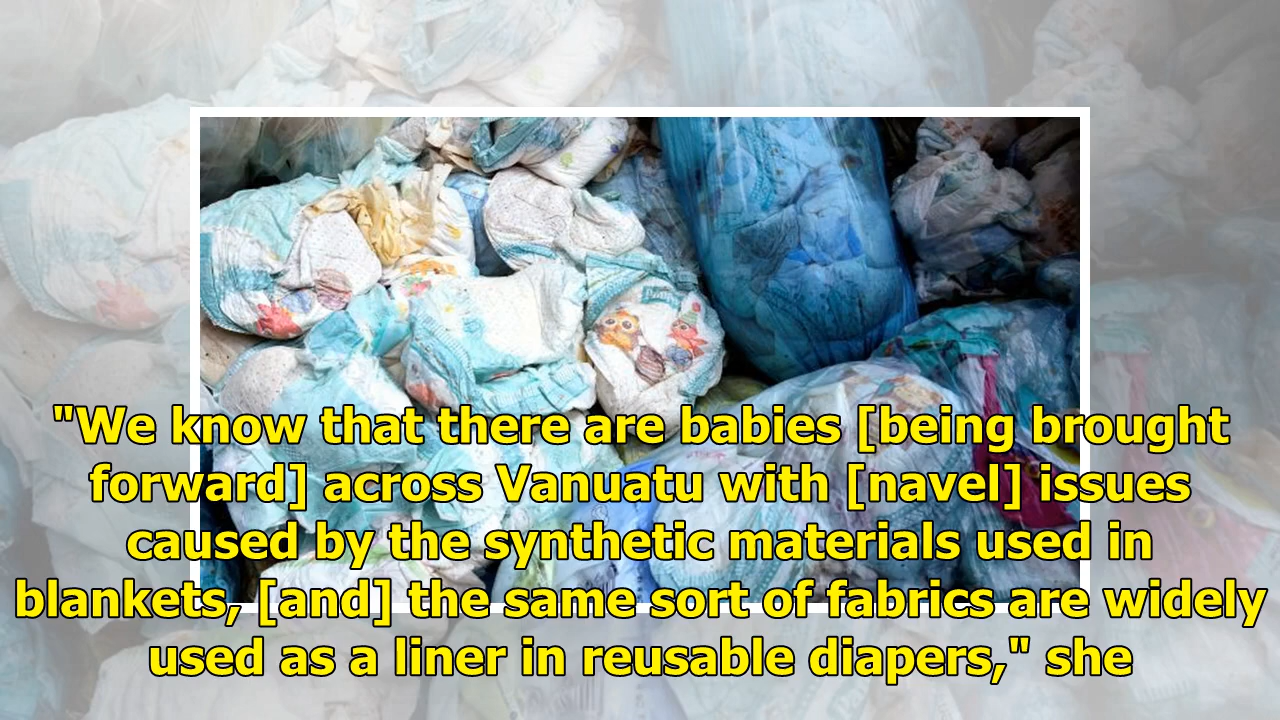 "We know that there are babies [being brought
forward] across Vanuatu with [navel] issues
caused by the synthetic materials used in
blankets, [and] the same sort of fabrics are widely
used as a liner in reusable diapers," she